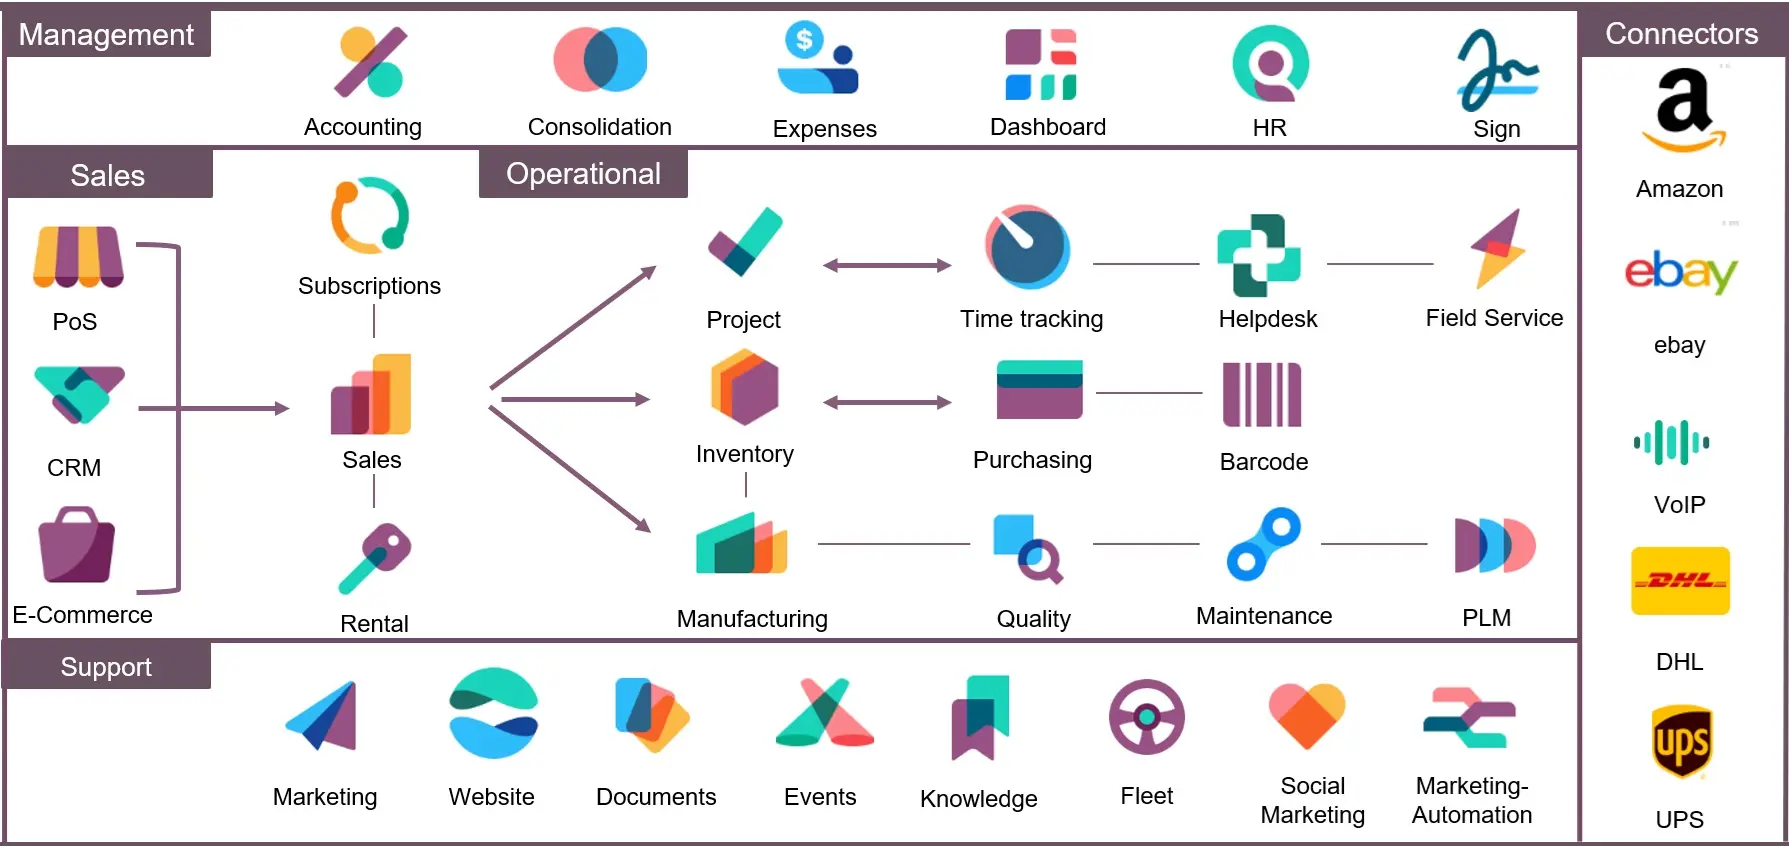 Management
Connectors
$
Accounting
Consolidation
Expenses
Dashboard
HR
Sign
a
Amazon
Sales
Operational
Subscriptions
PoS
Project
Time tracking
Helpdesk
Field Service
ebay
ebay
CRM
Sales
Inventory
Purchasing
Barcode
VoIP
E-Commerce
Rental
Manufacturing
Quality
Maintenance
PLM
DHL
DHL
Support
Marketing
Website
Documents
Events
Knowledge
Fleet
Social
Marketing
Marketing-
Automation
ups
UPS